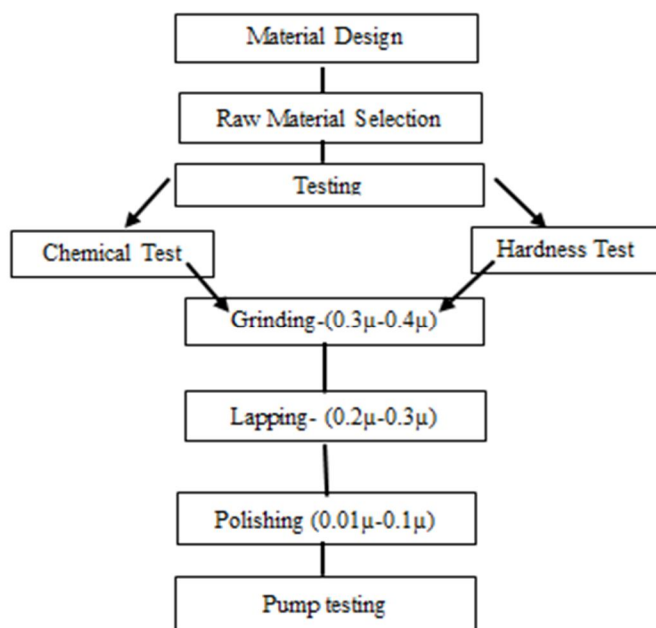 Material Design
Raw Material Selection
Testing
Chemical Test
Hardness Test
Grinding-(0.3µ-0.4µ)
Lapping- (0.2µ-0.3µ)
Polishing (0.01µ-0.1µ)
Pump testing